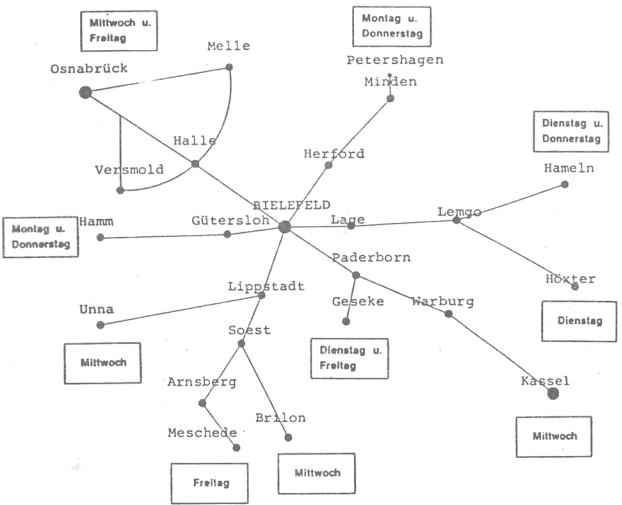 Mittwoch u.
Freitag
Montag u.
Donnerstag
Melle
Osnabrück
Petershagen
Minden
Dienstag u.
Donnerstag
Halle
Herford
Versmold
Hameln
BIELEFELD
Hamm
Gütersloh
Lage
Lemgo
Montag u.
Donnerstag
Paderborn
Lippstadt
Höxter
Unna
Geseke
Warburg
Soest
Dienstag
Mittwoch
Dienstag u.
Freitag
Arnsberg
Kassel
Brilon
Meschede
Mittwoch
Freitag
Mittwoch